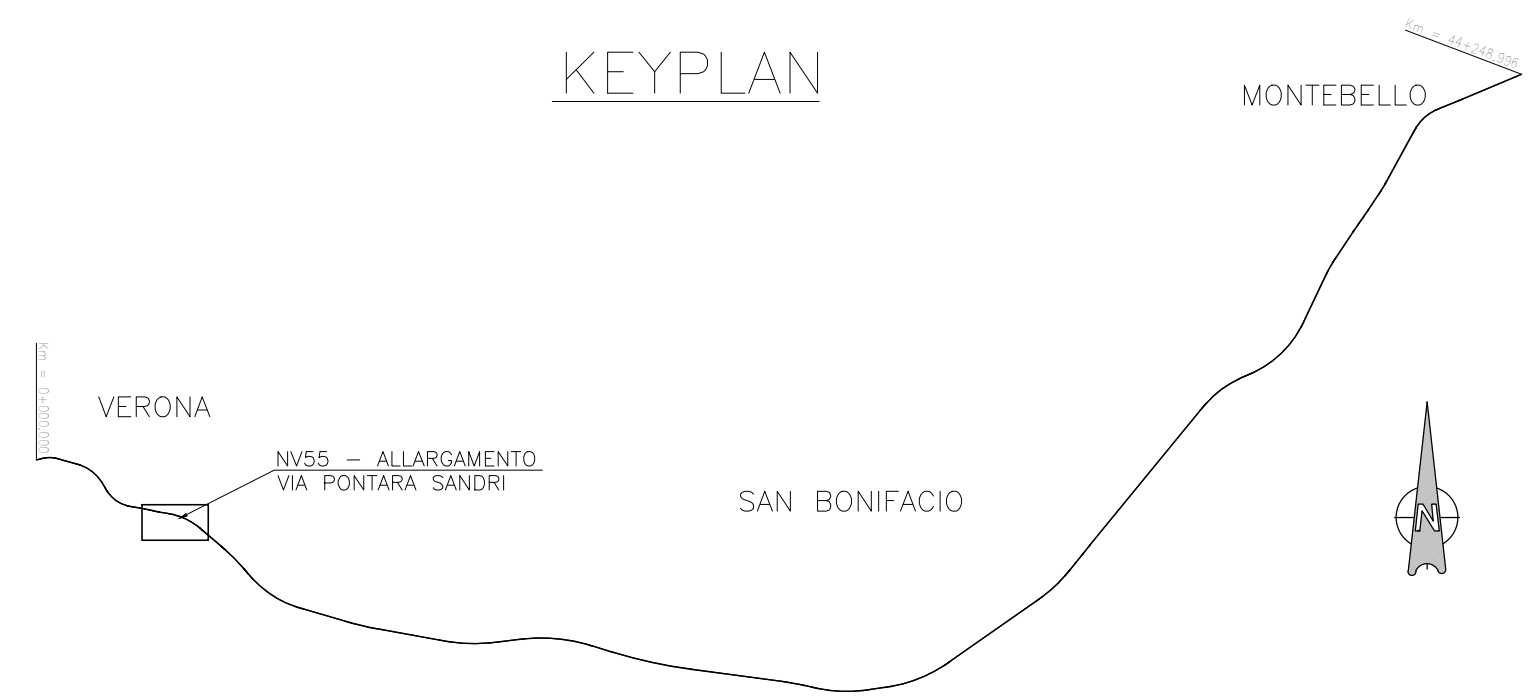 KEYPLAN
Km = 44+248.996
MONTEBELLO
Km = 0+000.000
VERONA
NV55 – ALLARGAMENTO
VIA PONTARA SANDRI
SAN BONIFACIO
N